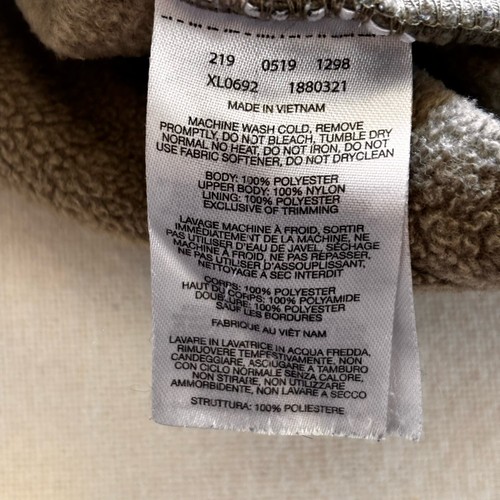 219 0519 1298
XL0692 1880321
MADE IN VIETNAM
MACHINE WASH COLD, REMOVE
PROMPTLY, DO NOT BLEACH, TUMBLE DRY
NORMAL NO HEAT, DO NOT IRON, DO NOT
USE FABRIC SOFTENER, DO NOT DRYCLEAN
BODY: 100% POLYESTER
UPPER BODY: 100% NYLON
LINING: 100% POLYESTER
EXCLUSIVE OF TRIMMING
LAVAGE MACHINE À FROID, SORTIR
IMMÉDIATEMENT DE LA MACHINE, NE
PAS UTILISER D'EAU DE JAVEL, SÉCHAGE
MACHINE À FROID, NE PAS REPASSER,
NE PAS UTILISER D'ASSOUPLISSANT,
NETTOYAGE À SEC INTERDIT
CORPS: 100% POLYESTER
HAUT DU CORPS: 100% POLYAMIDE
DOUBLURE: 100% POLYESTER
SAUF LES BORDURES
FABRIQUÉ AU VIÊT NAM
LAVARE IN LAVATRICE IN ACQUA FREDDA,
RIMUOVERE TEMPESTIVAMENTE, NON
CANDEGGIARE, ASCIUGARE A TAMBURO
CON CICLO NORMALE SENZA CALORE,
NON STIRARE, NON UTILIZZARE
AMMORBIDENTE, NON LAVARE A SECCO
STRUTTURA: 100% POLIESTERE